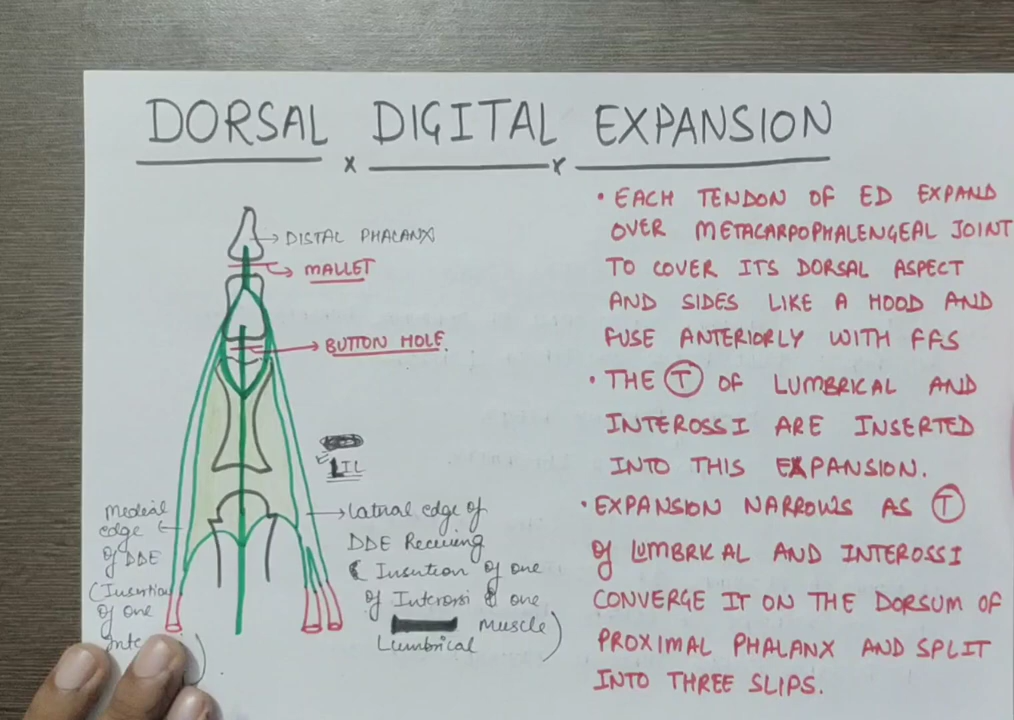 DORSAL DIGITAL EXPANSION
DISTAL PHALANX
MALLET
BUTTON HOLE.
1IL
Medial
edge
of DDE
(Insertion
of one
Lateral edge of
DDE Receiving
( Insertion of one
of Interossi & one
Muscle
Lumbrical )
• EACH TENDON OF ED EXPAND
OVER METACARPOPHALENGEAL JOINT
TO COVER ITS DORSAL ASPECT
AND SIDES LIKE A HOOD AND
FUSE ANTERIORLY WITH FFS
• THE T OF LUMBRICAL AND
INTEROSSI ARE INSERTED
INTO THIS EXPANSION.
• EXPANSION NARROWS AS T
of LUMBRICAL AND INTEROSSI
CONVERGE IT ON THE DORSUM OF
PROXIMAL PHALANX AND SPLIT
INTO THREE SLIPS.